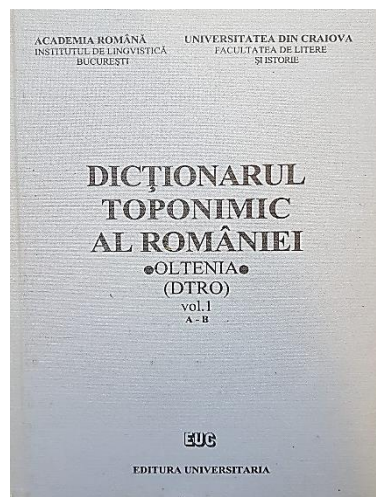 ACADEMIA ROMÂNĂ
INSTITUTUL DE LINGVISTICĂ
BUCUREȘTI
UNIVERSITATEA DIN CRAIOVA
FACULTATEA DE LITERE
ȘI ISTORIE
DICŢIONARUL
TOPONIMIC
AL ROMÂNIEI
●OLTENIA●
(DTRO)
vol.1
A - B
EUC
EDITURA UNIVERSITARIA